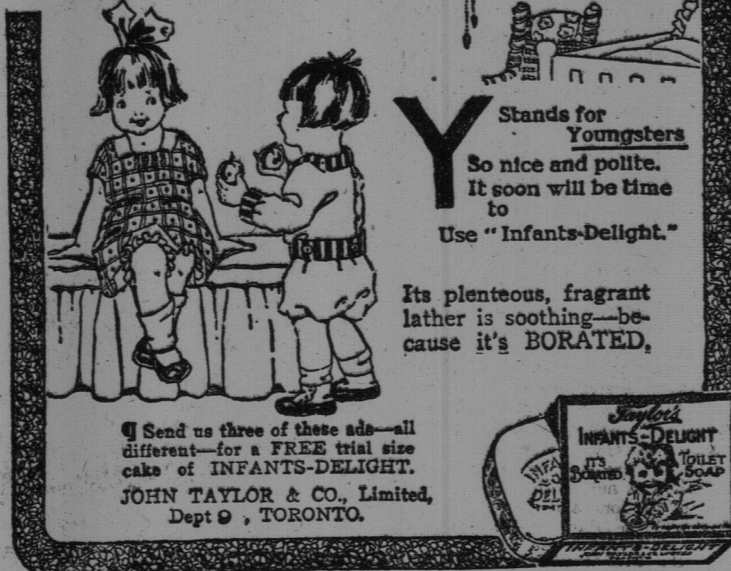 Y Stands for
Youngsters
So nice and polite.
It soon will be time
to
Use "Infants-Delight."
Its plenteous, fragrant
lather is soothing—be-
cause it's BORATED.
¶ Send us three of these ads—all
different—for a FREE trial size
cake of INFANTS-DELIGHT.
JOHN TAYLOR & CO., Limited,
Dept 9 , TORONTO.
Taylor's
INFANTS-DELIGHT
IT'S
BORATED.
TOILET
SOAP
INFANTS-DELIGHT